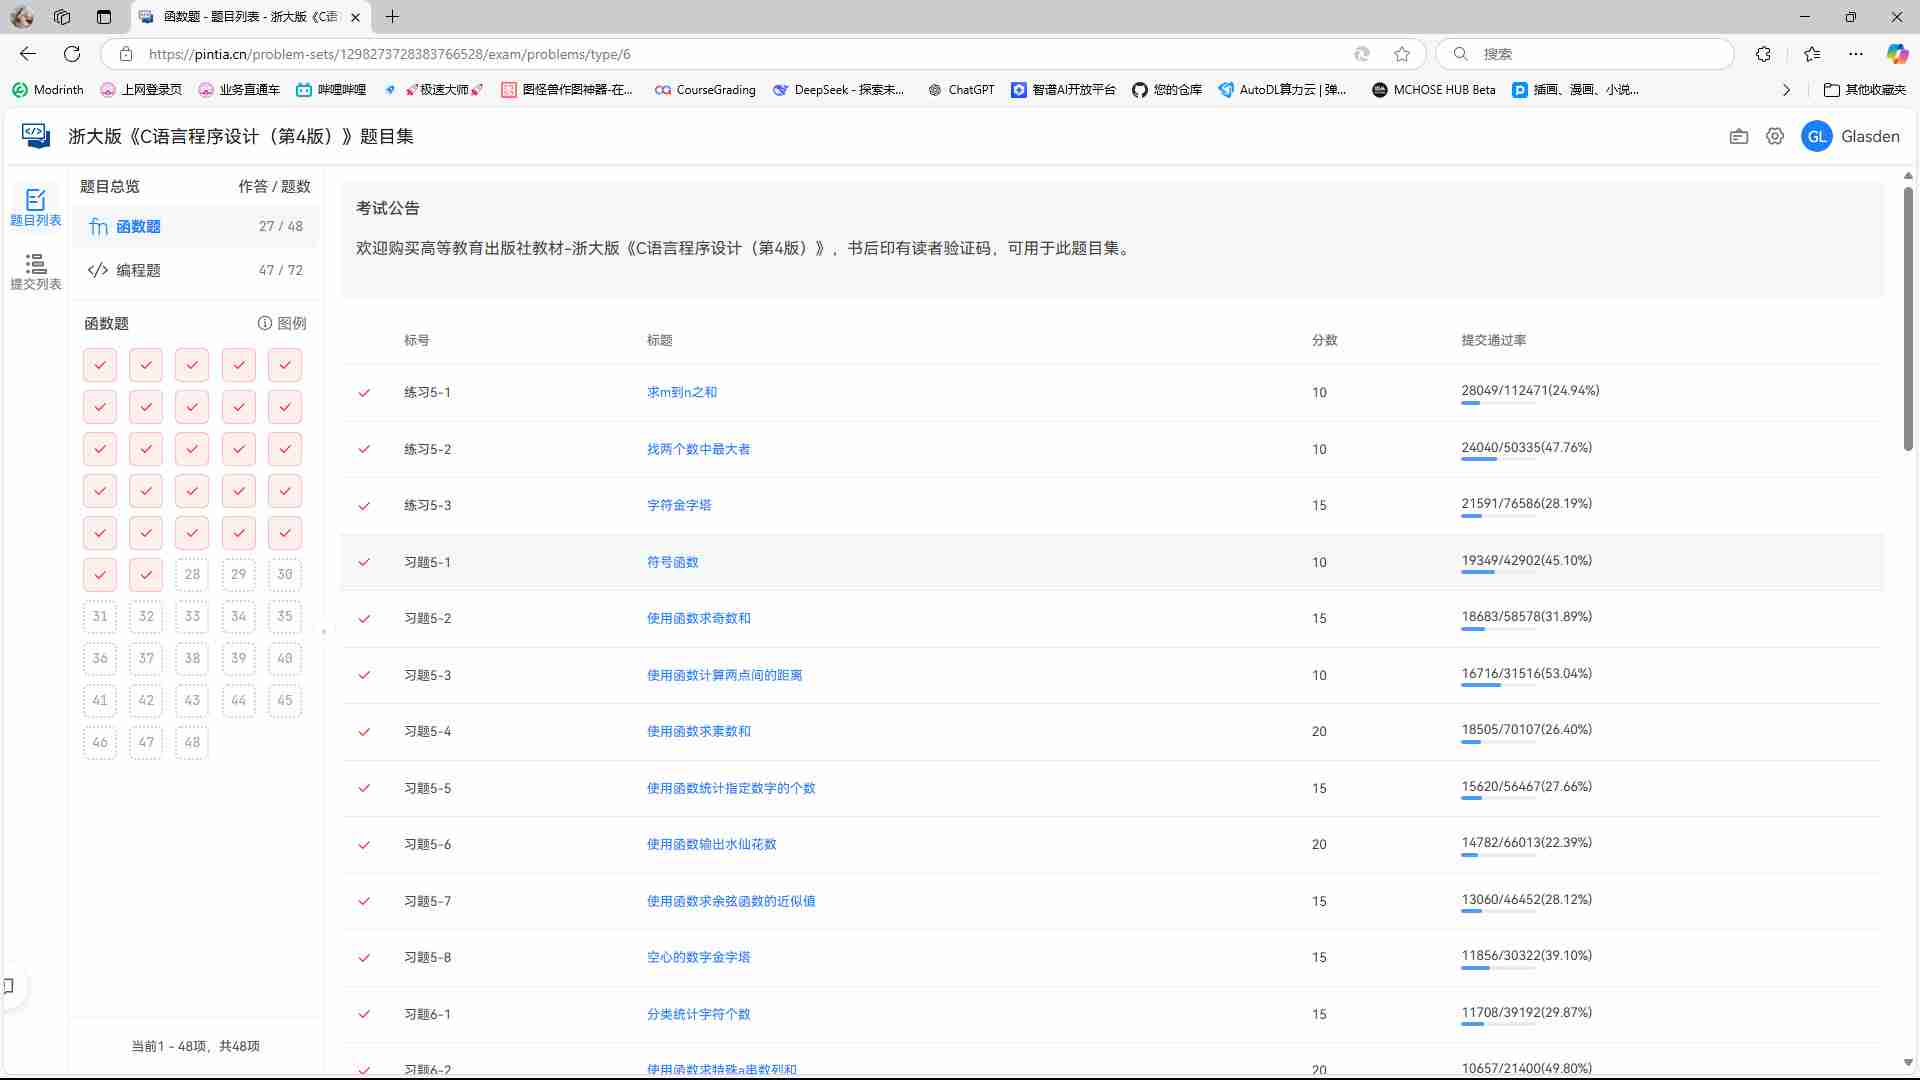 函数题 - 题目列表 - 浙大版《C语
https://pintia.cn/problem-sets/1298273728383766528/exam/problems/type/6
搜索
Modrinth
上网登录页
业务直通车
哔哩哔哩
🚀极速大师🚀
图怪兽作图神器-在...
CourseGrading
DeepSeek - 探索未...
ChatGPT
智谱AI开放平台
您的仓库
AutoDL算力云 | 弹...
MCHOSE HUB Beta
插画、漫画、小说...
其他收藏夹
浙大版《C语言程序设计（第4版）》题目集
GL
Glasden
题目列表
提交列表
题目总览 作答 / 题数
函数题 27 / 48
编程题 47 / 72
函数题 图例
28 29 30
31 32 33 34 35
36 37 38 39 40
41 42 43 44 45
46 47 48
当前1 - 48项，共48项
考试公告
欢迎购买高等教育出版社教材-浙大版《C语言程序设计（第4版）》，书后印有读者验证码，可用于此题目集。
标号 标题 分数 提交通过率
练习5-1 求m到n之和 10 28049/112471(24.94%)
练习5-2 找两个数中最大者 10 24040/50335(47.76%)
练习5-3 字符金字塔 15 21591/76586(28.19%)
习题5-1 符号函数 10 19349/42902(45.10%)
习题5-2 使用函数求奇数和 15 18683/58578(31.89%)
习题5-3 使用函数计算两点间的距离 10 16716/31516(53.04%)
习题5-4 使用函数求素数和 20 18505/70107(26.40%)
习题5-5 使用函数统计指定数字的个数 15 15620/56467(27.66%)
习题5-6 使用函数输出水仙花数 20 14782/66013(22.39%)
习题5-7 使用函数求余弦函数的近似值 15 13060/46452(28.12%)
习题5-8 空心的数字金字塔 15 11856/30322(39.10%)
习题6-1 分类统计字符个数 15 11708/39192(29.87%)
习题6-2 使用函数求特殊a串数列和 20 10657/21400(49.80%)